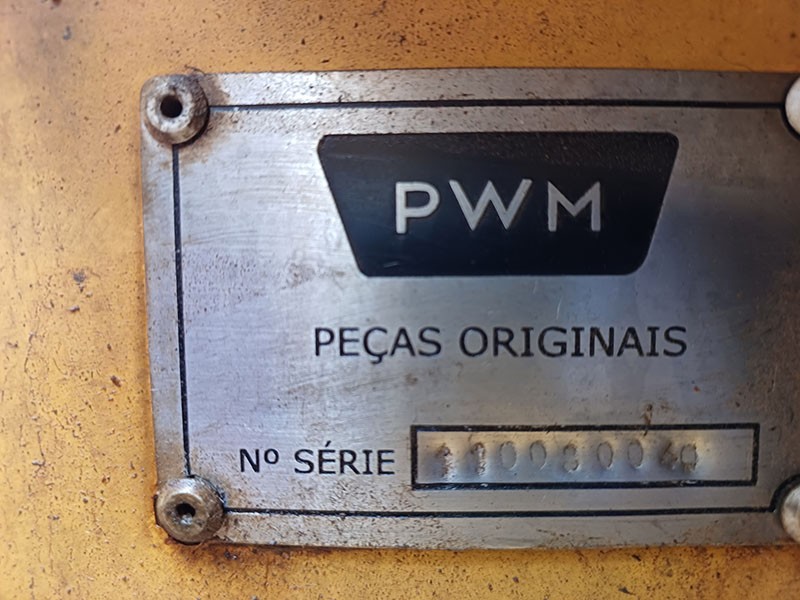 PWM
PEÇAS ORIGINAIS
Nº SÉRIE